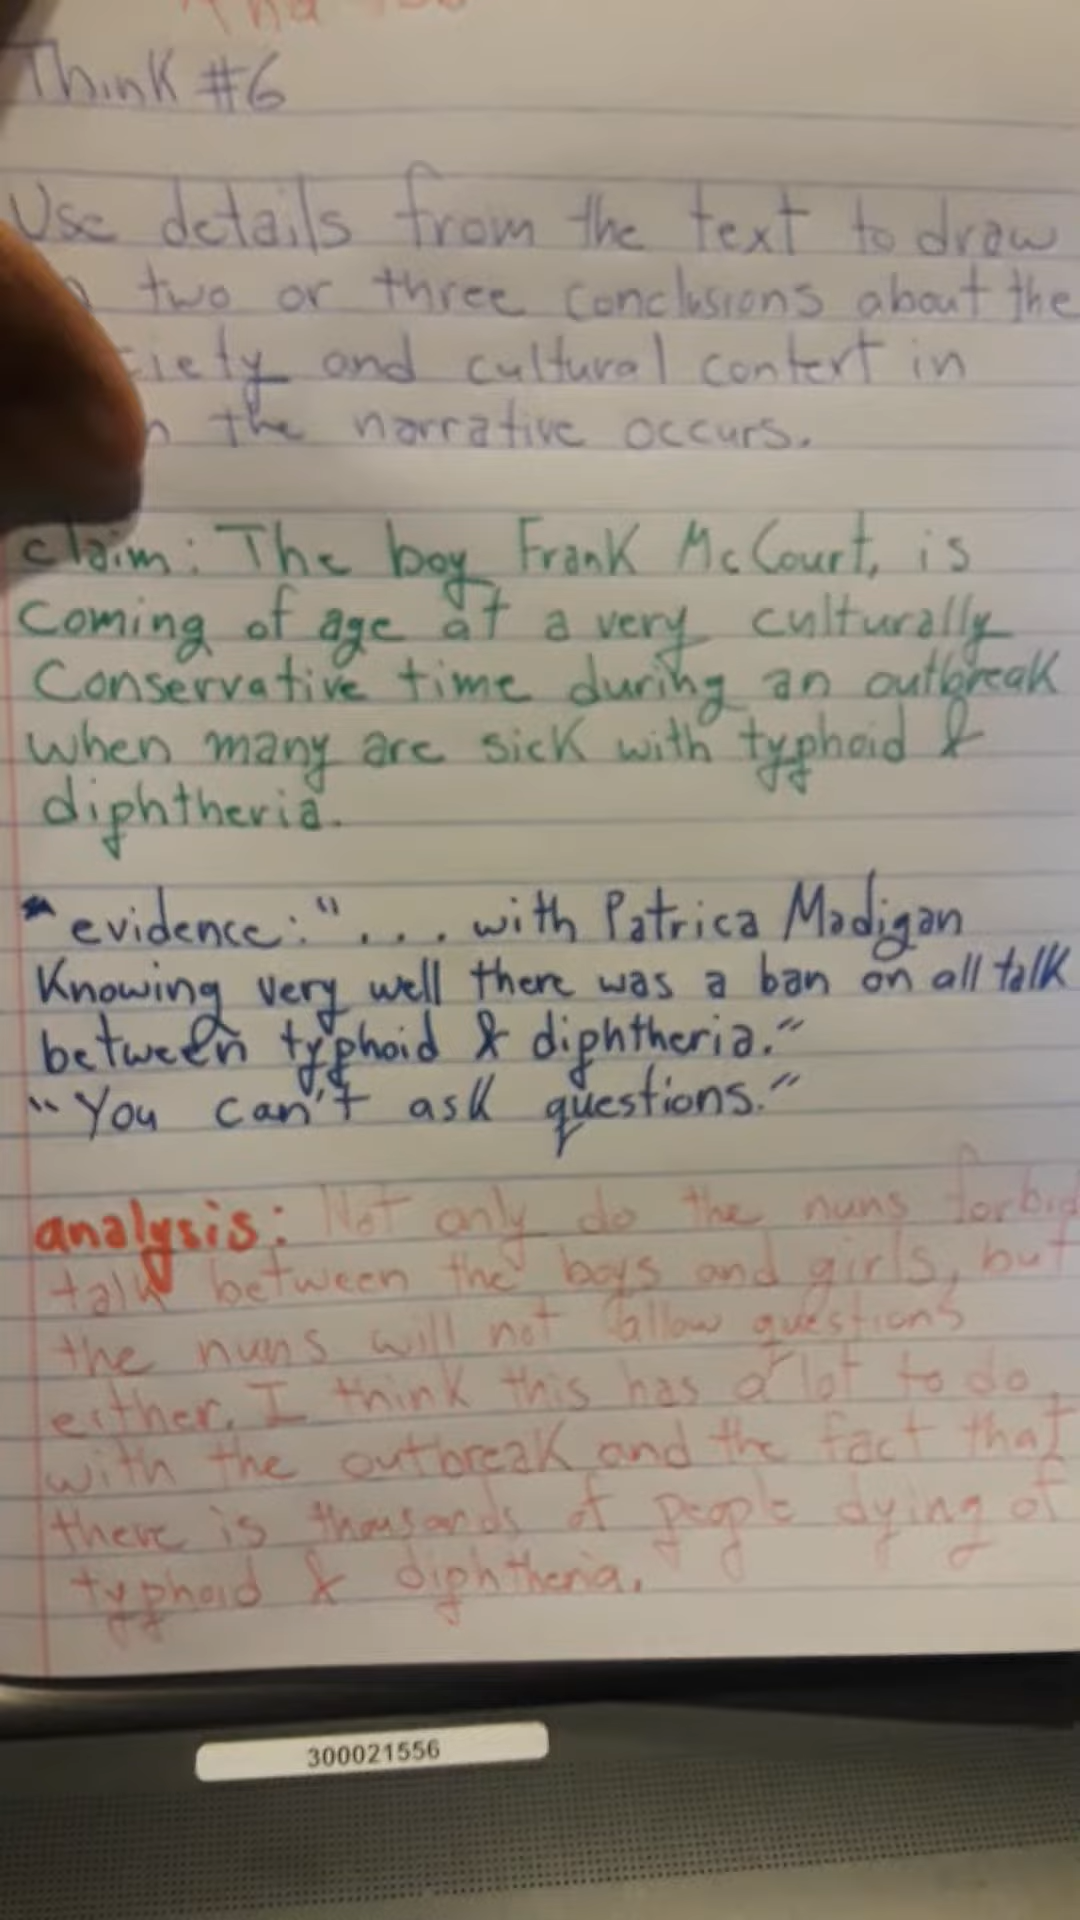 Think #6
Use details from the text to draw
two or three conclusions about the
and cultural context in
the narrative occurs.
claim: The boy Frank McCourt, is
coming of age at a very culturally
Conservative time during an outbreak
when many are sick with typhoid &
diphtheria.
evidence: "... with Patrica Madigan
Knowing very well there was a ban on all talk
between typhoid & diphtheria."
"You can't ask questions."
analysis: Not only do the nuns forbid
talk between the boys and girls, but
the nuns will not allow questions
either. I think this has a lot to do
with the outbreak and the fact that
there is thousands of people dying of
typhoid & diphtheria.
300021556